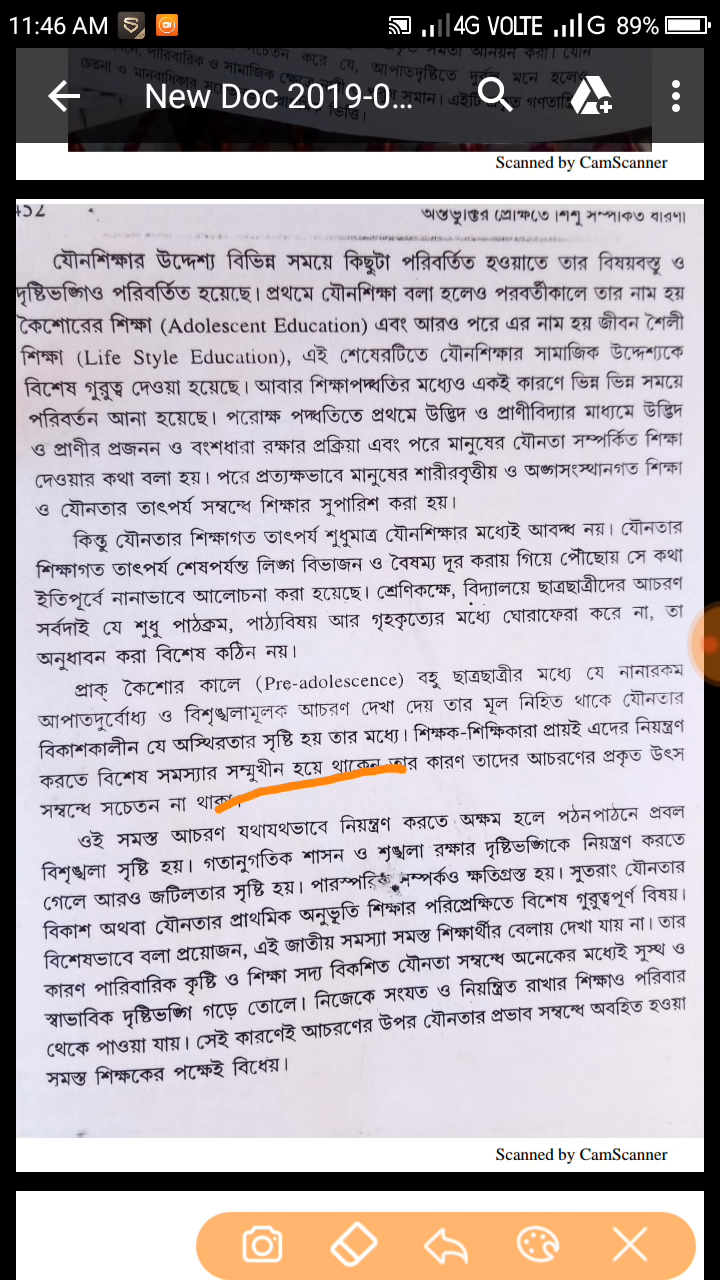 11:46 AM 4G VOLTE G 89%
চেতনা ও মানবাধিকার
New Doc 2019-0...
Scanned by CamScanner
452
অন্তর্ভুক্তির প্রেক্ষিতে শিশু সম্পর্কিত ধারণা
যৌনশিক্ষার উদ্দেশ্য বিভিন্ন সময়ে কিছুটা পরিবর্তিত হওয়াতে তার বিষয়বস্তু ও
দৃষ্টিভঙ্গিও পরিবর্তিত হয়েছে। প্রথমে যৌনশিক্ষা বলা হলেও পরবর্তীকালে তার নাম হয়
কৈশোরের শিক্ষা (Adolescent Education) এবং আরও পরে এর নাম হয় জীবন শৈলী
শিক্ষা (Life Style Education), এই শেষেরটিতে যৌনশিক্ষার সামাজিক উদ্দেশ্যকে
বিশেষ গুরুত্ব দেওয়া হয়েছে। আবার শিক্ষাপদ্ধতির মধ্যেও একই কারণে ভিন্ন ভিন্ন সময়ে
পরিবর্তন আনা হয়েছে। পরোক্ষ পদ্ধতিতে প্রথমে উদ্ভিদ ও প্রাণীবিদ্যার মাধ্যমে উদ্ভিদ
ও প্রাণীর প্রজনন ও বংশধারা রক্ষার প্রক্রিয়া এবং পরে মানুষের যৌনতা সম্পর্কিত শিক্ষা
দেওয়ার কথা বলা হয়। পরে প্রত্যক্ষভাবে মানুষের শারীরবৃত্তীয় ও অঙ্গসংস্থানগত শিক্ষা
ও যৌনতার তাৎপর্য সম্বন্ধে শিক্ষার সুপারিশ করা হয়।
কিন্তু যৌনতার শিক্ষাগত তাৎপর্য শুধুমাত্র যৌনশিক্ষার মধ্যেই আবদ্ধ নয়। যৌনতার
শিক্ষাগত তাৎপর্য শেষপর্যন্ত লিঙ্গ বিভাজন ও বৈষম্য দূর করায় গিয়ে পৌঁছোয় সে কথা
ইতিপূর্বে নানাভাবে আলোচনা করা হয়েছে। শ্রেণিকক্ষে, বিদ্যালয়ে ছাত্রছাত্রীদের আচরণ
সর্বদাই যে শুধু পাঠক্রম, পাঠ্যবিষয় আর গৃহকৃত্যের মধ্যে ঘোরাফেরা করে না, তা
অনুধাবন করা বিশেষ কঠিন নয়।
প্রাক্ কৈশোর কালে (Pre-adolescence) বহু ছাত্রছাত্রীর মধ্যে যে নানারকম
আপাতদুর্বোধ্য ও বিশৃঙ্খলামূলক আচরণ দেখা দেয় তার মূল নিহিত থাকে যৌনতার
বিকাশকালীন যে অস্থিরতার সৃষ্টি হয় তার মধ্যে। শিক্ষক-শিক্ষিকারা প্রায়ই এদের নিয়ন্ত্রণ
করতে বিশেষ সমস্যার সম্মুখীন হয়ে থাকেন তার কারণ তাদের আচরণের প্রকৃত উৎস
সম্বন্ধে সচেতন না থাকা।
ওই সমস্ত আচরণ যথাযথভাবে নিয়ন্ত্রণ করতে অক্ষম হলে পঠনপাঠনে প্রবল
বিশৃঙ্খলা সৃষ্টি হয়। গতানুগতিক শাসন ও শৃঙ্খলা রক্ষার দৃষ্টিভঙ্গিকে নিয়ন্ত্রণ করতে
গেলে আরও জটিলতার সৃষ্টি হয়। পারস্পরিক সম্পর্কও ক্ষতিগ্রস্ত হয়। সুতরাং যৌনতার
বিকাশ অথবা যৌনতার প্রাথমিক অনুভূতি শিক্ষার পরিপ্রেক্ষিতে বিশেষ গুরুত্বপূর্ণ বিষয়।
বিশেষভাবে বলা প্রয়োজন, এই জাতীয় সমস্যা সমস্ত শিক্ষার্থীর বেলায় দেখা যায় না। তার
কারণ পারিবারিক কৃষ্টি ও শিক্ষা সদ্য বিকশিত যৌনতা সম্বন্ধে অনেকের মধ্যেই সুস্থ ও
স্বাভাবিক দৃষ্টিভঙ্গি গড়ে তোলে। নিজেকে সংযত ও নিয়ন্ত্রিত রাখার শিক্ষাও পরিবার
থেকে পাওয়া যায়। সেই কারণেই আচরণের উপর যৌনতার প্রভাব সম্বন্ধে অবহিত হওয়া
সমস্ত শিক্ষকের পক্ষেই বিধেয়।
Scanned by CamScanner